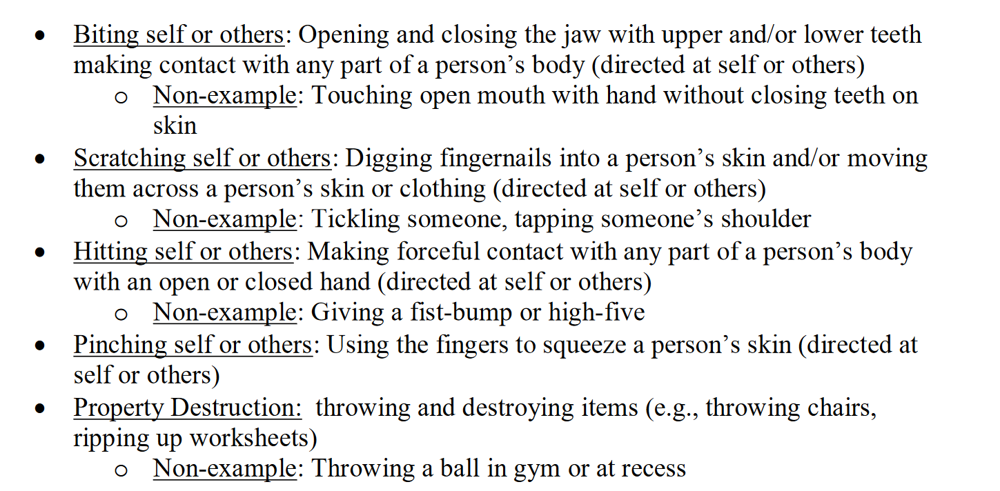 • Biting self or others: Opening and closing the jaw with upper and/or lower teeth
making contact with any part of a person’s body (directed at self or others)
o Non-example: Touching open mouth with hand without closing teeth on
skin
• Scratching self or others: Digging fingernails into a person’s skin and/or moving
them across a person’s skin or clothing (directed at self or others)
o Non-example: Tickling someone, tapping someone’s shoulder
• Hitting self or others: Making forceful contact with any part of a person’s body
with an open or closed hand (directed at self or others)
o Non-example: Giving a fist-bump or high-five
• Pinching self or others: Using the fingers to squeeze a person’s skin (directed at
self or others)
• Property Destruction:  throwing and destroying items (e.g., throwing chairs,
ripping up worksheets)
o Non-example: Throwing a ball in gym or at recess